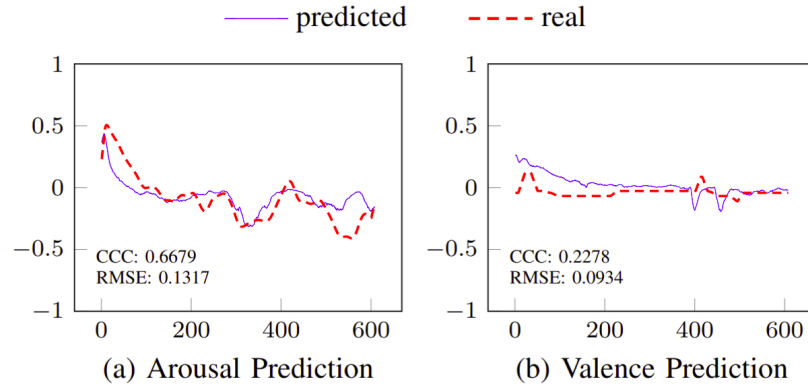 predicted real
1
0.5
0
−0.5
−1
CCC: 0.6679
RMSE: 0.1317
0 200 400 600
(a) Arousal Prediction
1
0.5
0
−0.5
−1
CCC: 0.2278
RMSE: 0.0934
0 200 400 600
(b) Valence Prediction